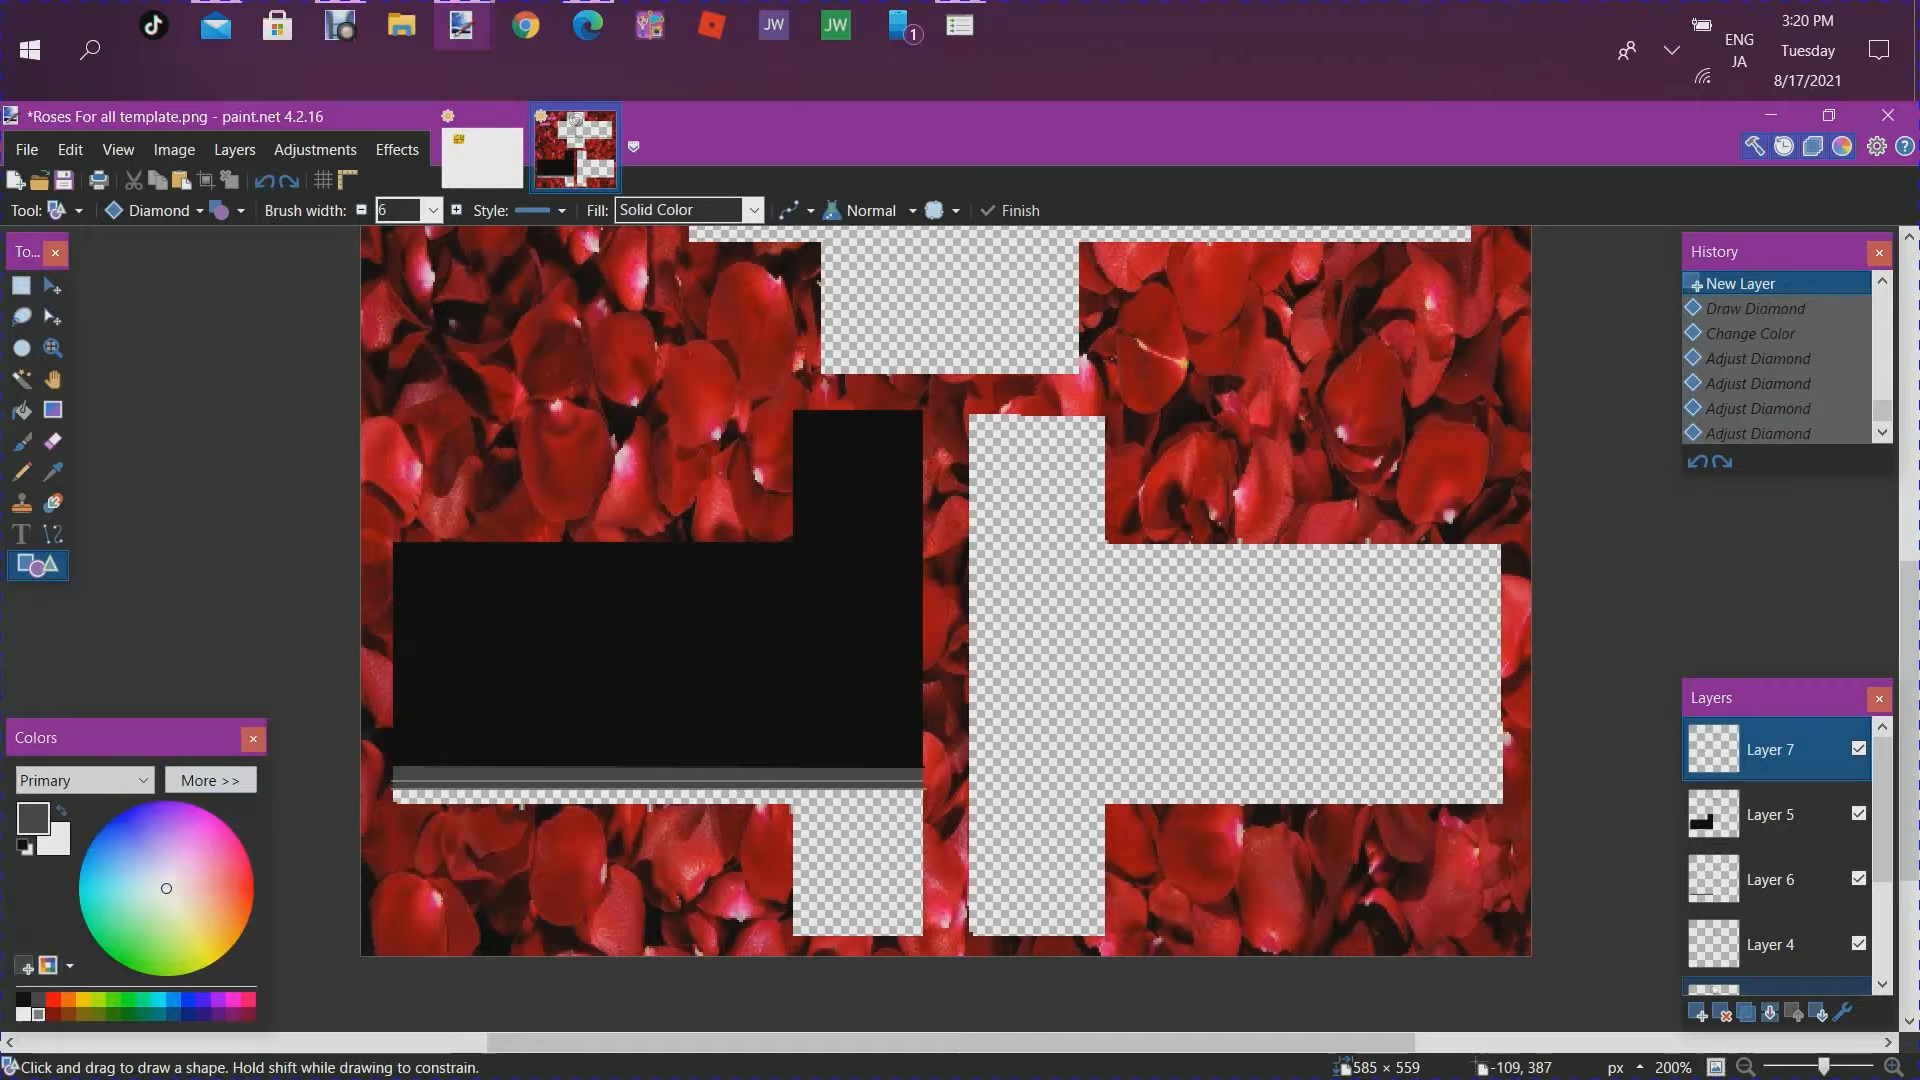 JW
JW
1
3:20 PM
ENG
Tuesday
JA
8/17/2021
*Roses For all template.png - paint.net 4.2.16
File Edit View Image Layers Adjustments Effects
Tool: Diamond Brush width: 6 Style: Fill: Solid Color Normal Finish
To...
History
New Layer
Draw Diamond
Change Color
Adjust Diamond
Adjust Diamond
Adjust Diamond
Adjust Diamond
Layers
Layer 7
Layer 5
Layer 6
Layer 4
Colors
Primary More >>
Click and drag to draw a shape. Hold shift while drawing to constrain. 585 × 559 -109, 387 px 200%